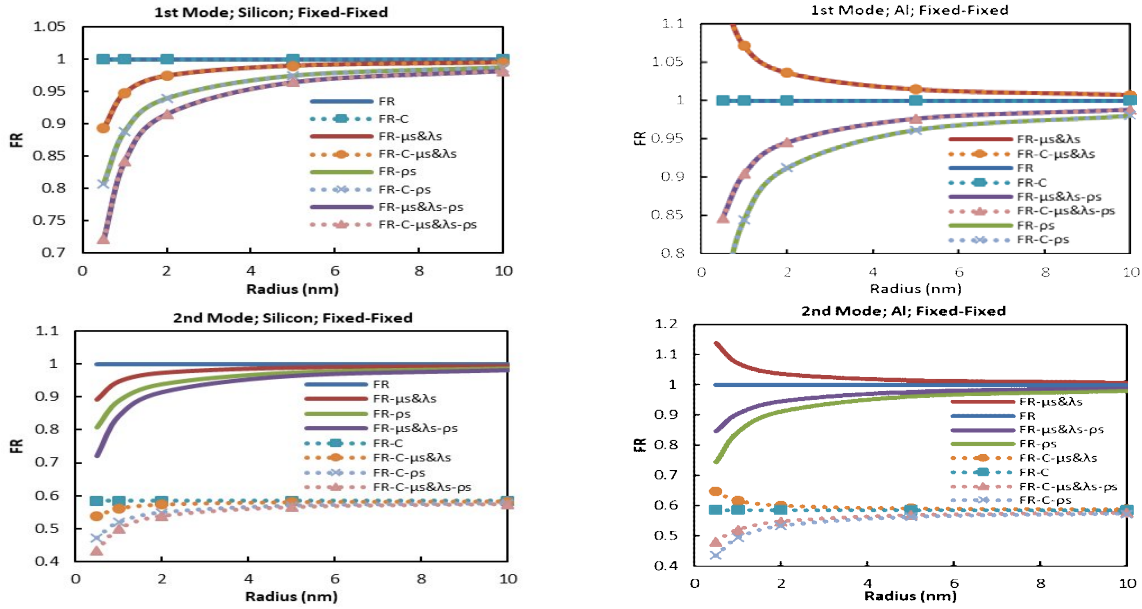 1st Mode; Silicon; Fixed-Fixed
1.05
1
0.95
0.9
0.85
0.8
0.75
0.7
FR
0
2
4
6
8
10
Radius (nm)
FR
FR-C
FR-μs&λs
FR-C-μs&λs
FR-ρs
FR-C-ρs
FR-μs&λs-ρs
FR-C-μs&λs-ρs
1st Mode; Al; Fixed-Fixed
1.1
1.05
1
0.95
0.9
0.85
0.8
FR
0
2
4
6
8
10
Radius (nm)
FR-μs&λs
FR-C-μs&λs
FR
FR-C
FR-μs&λs-ρs
FR-C-μs&λs-ρs
FR-ρs
FR-C-ρs
2nd Mode; Silicon; Fixed-Fixed
1.1
1
0.9
0.8
0.7
0.6
0.5
0.4
FR
0
2
4
6
8
10
Radius (nm)
FR
FR-μs&λs
FR-ρs
FR-μs&λs-ρs
FR-C
FR-C-μs&λs
FR-C-ρs
FR-C-μs&λs-ρs
2nd Mode; Al; Fixed-Fixed
1.2
1.1
1
0.9
0.8
0.7
0.6
0.5
0.4
FR
0
2
4
6
8
10
Radius (nm)
FR-μs&λs
FR
FR-μs&λs-ρs
FR-ρs
FR-C-μs&λs
FR-C
FR-C-μs&λs-ρs
FR-C-ρs